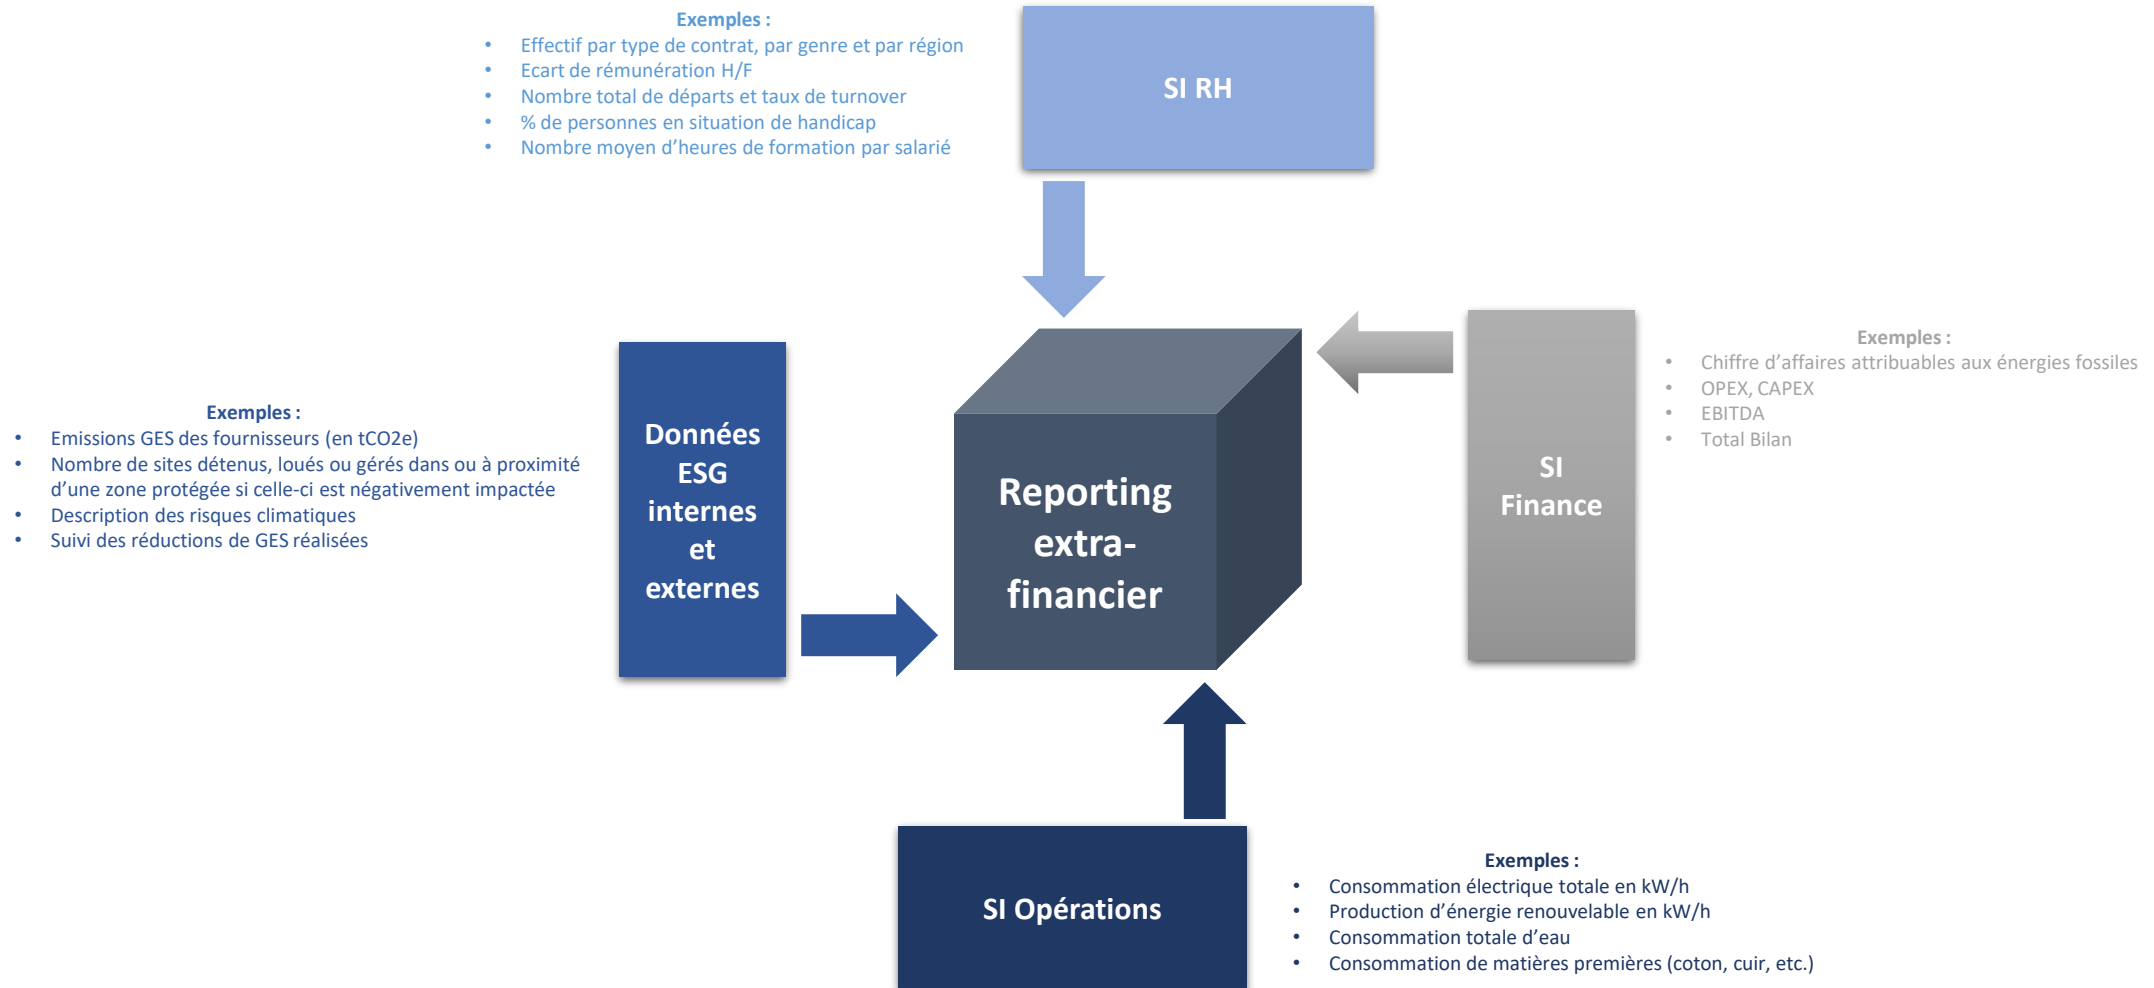 Exemples :
• Effectif par type de contrat, par genre et par région
• Ecart de rémunération H/F
• Nombre total de départs et taux de turnover
• % de personnes en situation de handicap
• Nombre moyen d’heures de formation par salarié
SI RH
Exemples :
• Emissions GES des fournisseurs (en tCO2e)
• Nombre de sites détenus, loués ou gérés dans ou à proximité
d’une zone protégée si celle-ci est négativement impactée
• Description des risques climatiques
• Suivi des réductions de GES réalisées
Données
ESG
internes
et
externes
Reporting
extra-
financier
SI
Finance
Exemples :
• Chiffre d’affaires attribuables aux énergies fossiles
• OPEX, CAPEX
• EBITDA
• Total Bilan
SI Opérations
Exemples :
• Consommation électrique totale en kW/h
• Production d’énergie renouvelable en kW/h
• Consommation totale d’eau
• Consommation de matières premières (coton, cuir, etc.)